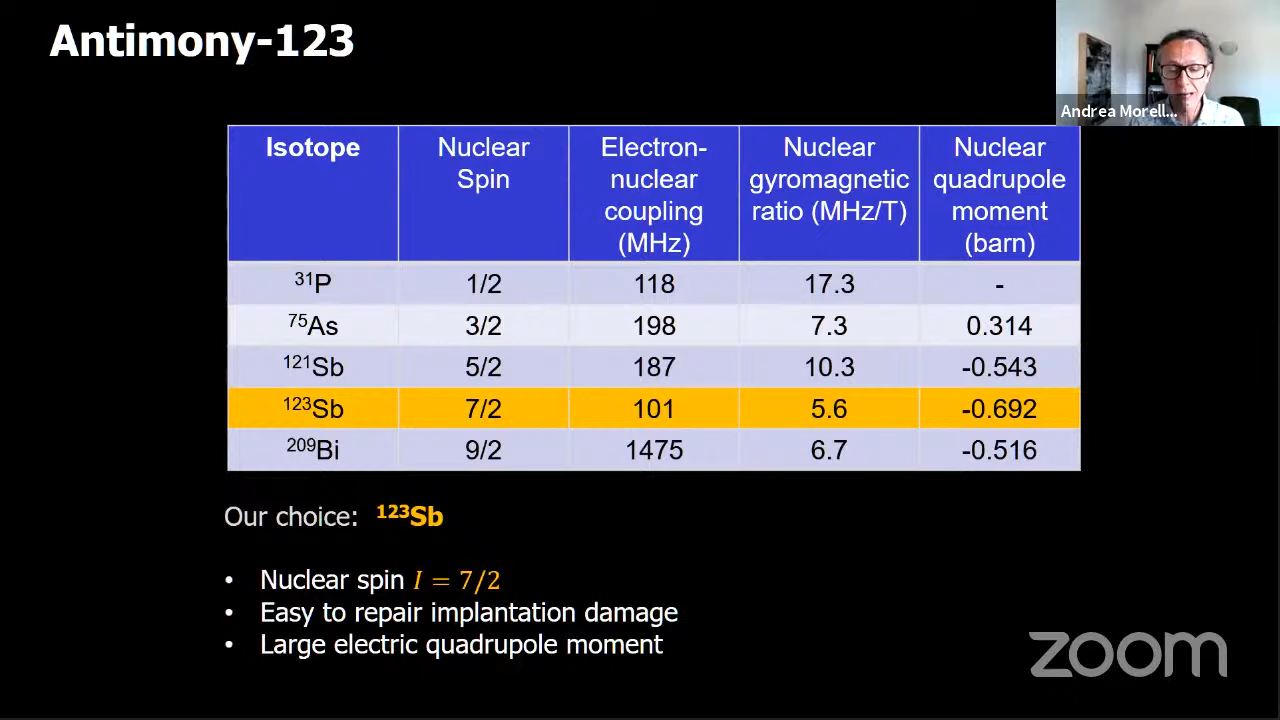 Antimony-123
Andrea Morell...
Isotope
Nuclear
Spin
Electron-
nuclear
coupling
(MHz)
Nuclear
gyromagnetic
ratio (MHz/T)
Nuclear
quadrupole
moment
(barn)
³¹P 1/2 118 17.3 -
⁷⁵As 3/2 198 7.3 0.314
¹²¹Sb 5/2 187 10.3 -0.543
¹²³Sb 7/2 101 5.6 -0.692
²⁰⁹Bi 9/2 1475 6.7 -0.516
Our choice: ¹²³Sb
• Nuclear spin I = 7/2
• Easy to repair implantation damage
• Large electric quadrupole moment
zoom